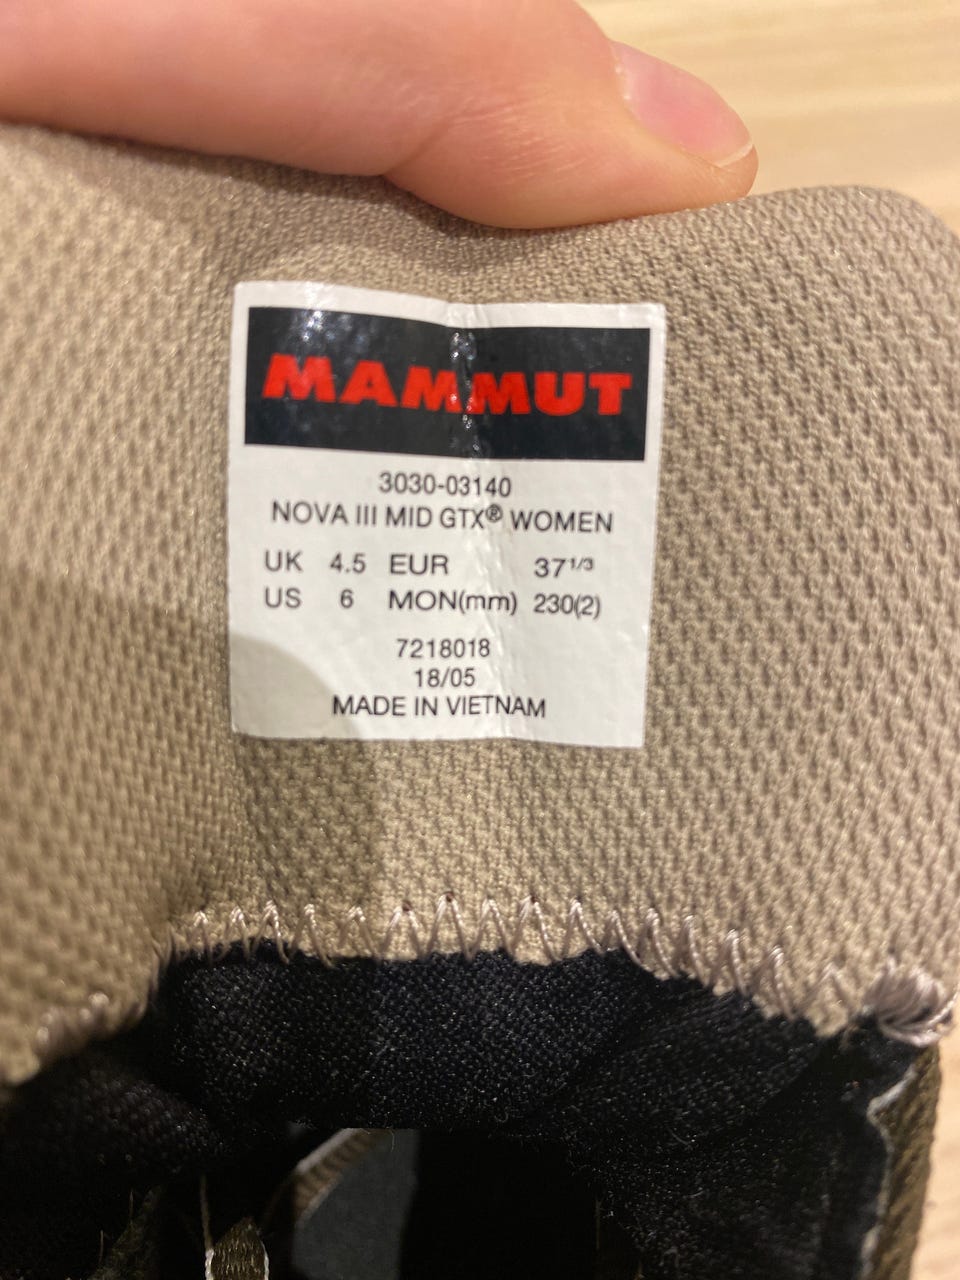 MAMMUT
3030-03140
NOVA III MID GTX® WOMEN
UK 4.5 EUR 37 1/3
US 6 MON(mm) 230(2)
7218018
18/05
MADE IN VIETNAM